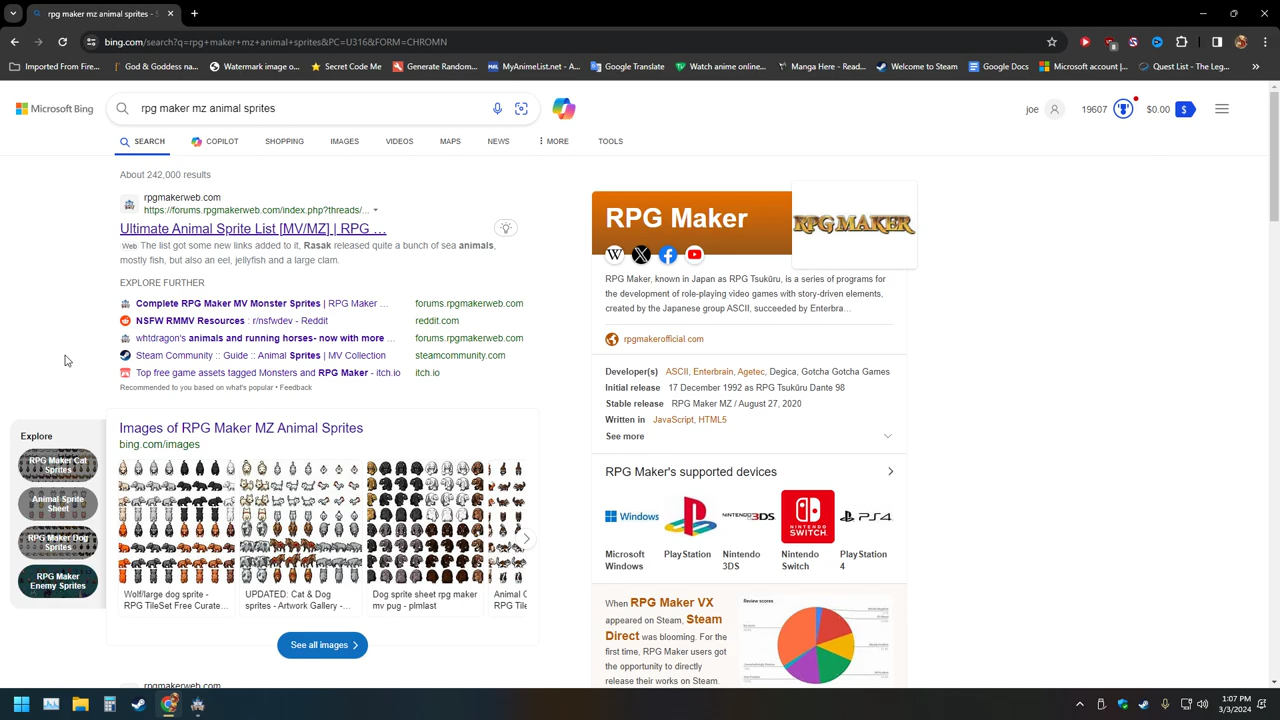 rpg maker mz animal sprites - S
bing.com/search?q=rpg+maker+mz+animal+sprites&PC=U316&FORM=CHROMN
Imported From Firef...
God & Goddess na...
Watermark Image o...
Secret Code Me
Generate Random...
MyAnimeList.net - A...
Google Translate
Watch anime online...
Manga Here - Read...
Welcome to Steam
Google Docs
Microsoft account |...
Quest List - The Leg...
Microsoft Bing
rpg maker mz animal sprites
joe
19607
$0.00
SEARCH
COPILOT
SHOPPING
IMAGES
VIDEOS
MAPS
NEWS
MORE
TOOLS
About 242,000 results
rpgmakerweb.com
https://forums.rpgmakerweb.com/index.php?threads/...
Ultimate Animal Sprite List [MV/MZ] | RPG ...
Web The list got some new links added to it, Rasak released quite a bunch of sea animals,
mostly fish, but also an eel, jellyfish and a large clam.
EXPLORE FURTHER
Complete RPG Maker MV Monster Sprites | RPG Maker ... forums.rpgmakerweb.com
NSFW RMMV Resources : r/nsfwdev - Reddit reddit.com
whtdragon's animals and running horses- now with more ... forums.rpgmakerweb.com
Steam Community :: Guide :: Animal Sprites | MV Collection steamcommunity.com
Top free game assets tagged Monsters and RPG Maker - itch.io itch.io
Recommended to you based on what's popular • Feedback
Explore
RPG Maker Cat
Sprites
Animal Sprite
Sheet
RPG Maker Dog
Sprites
RPG Maker
Enemy Sprites
Images of RPG Maker MZ Animal Sprites
bing.com/images
Wolf/large dog sprite -
RPG TileSet Free Curate...
UPDATED: Cat & Dog
sprites - Artwork Gallery -...
Dog sprite sheet rpg maker
mv pug - plmlast
Animal C
RPG Tile
See all images
rpgmakerweb.com
RPG Maker
RPG MAKER
RPG Maker, known in Japan as RPG Tsukūru, is a series of programs for
the development of role-playing video games with story-driven elements,
created by the Japanese group ASCII, succeeded by Enterbra...
rpgmakerofficial.com
Developer(s) ASCII, Enterbrain, Agetec, Degica, Gotcha Gotcha Games
Initial release 17 December 1992 as RPG Tsukūru Dante 98
Stable release RPG Maker MZ / August 27, 2020
Written in JavaScript, HTML5
See more
RPG Maker's supported devices
Windows
NINTENDO3DS
NINTENDO
SWITCH
PS4
Microsoft
Windows
PlayStation
Nintendo
3DS
Nintendo
Switch
PlayStation
4
When RPG Maker VX
appeared on Steam, Steam
Direct was blooming. For the
first time, RPG Maker users got
the opportunity to directly
release their works on Steam.
Review scores
1:07 PM
3/3/2024